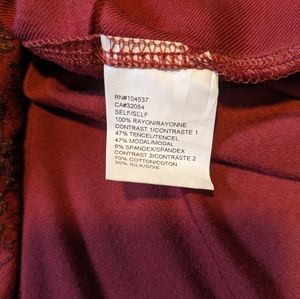 RN#104537
CA#32054
SELF/SELF
100% RAYON/RAYONNE
CONTRAST 1/CONTRASTE 1
47% TENCEL/TENCEL
47% MODAL/MODAL
6% SPANDEX/SPANDEX
CONTRAST 2/CONTRASTE 2
70% COTTON/COTON
30% SILK/SOIE